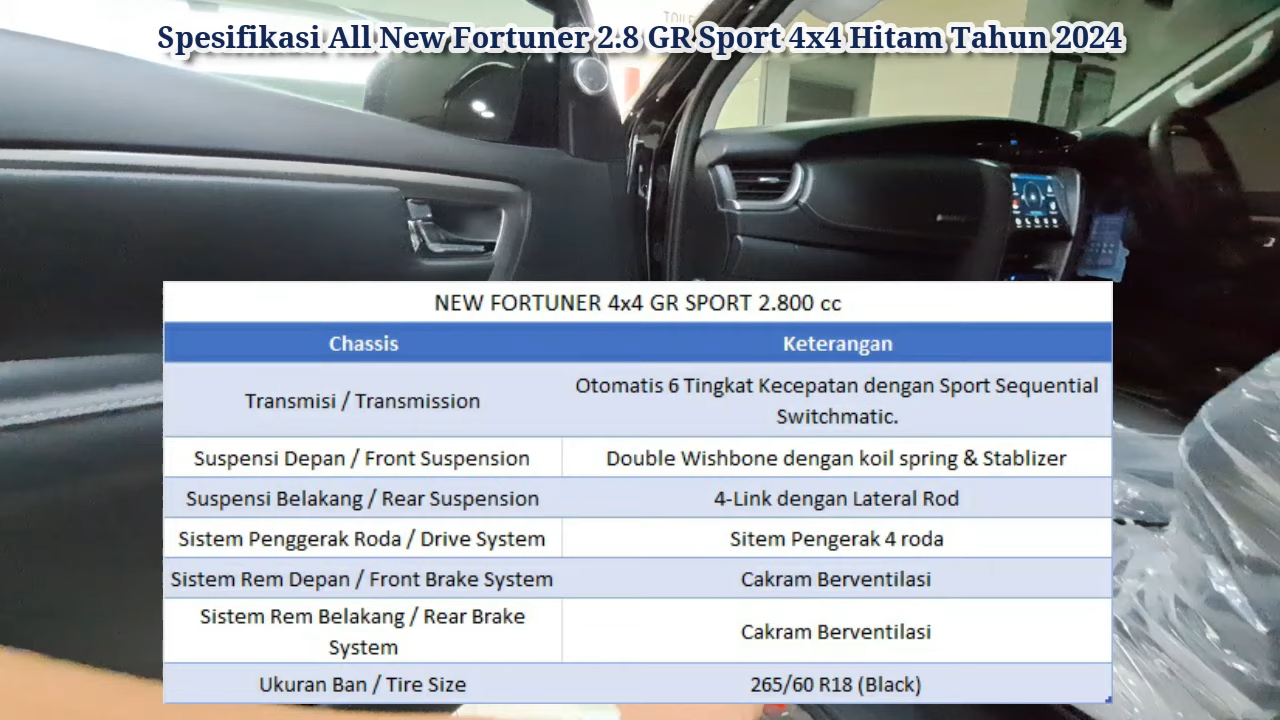 Spesifikasi All New Fortuner 2.8 GR Sport 4x4 Hitam Tahun 2024
NEW FORTUNER 4x4 GR SPORT 2.800 cc
Chassis Keterangan
Transmisi / Transmission
Otomatis 6 Tingkat Kecepatan dengan Sport Sequential
Switchmatic.
Suspensi Depan / Front Suspension Double Wishbone dengan koil spring & Stablizer
Suspensi Belakang / Rear Suspension 4-Link dengan Lateral Rod
Sistem Penggerak Roda / Drive System Sitem Pengerak 4 roda
Sistem Rem Depan / Front Brake System Cakram Berventilasi
Sistem Rem Belakang / Rear Brake
System
Cakram Berventilasi
Ukuran Ban / Tire Size 265/60 R18 (Black)